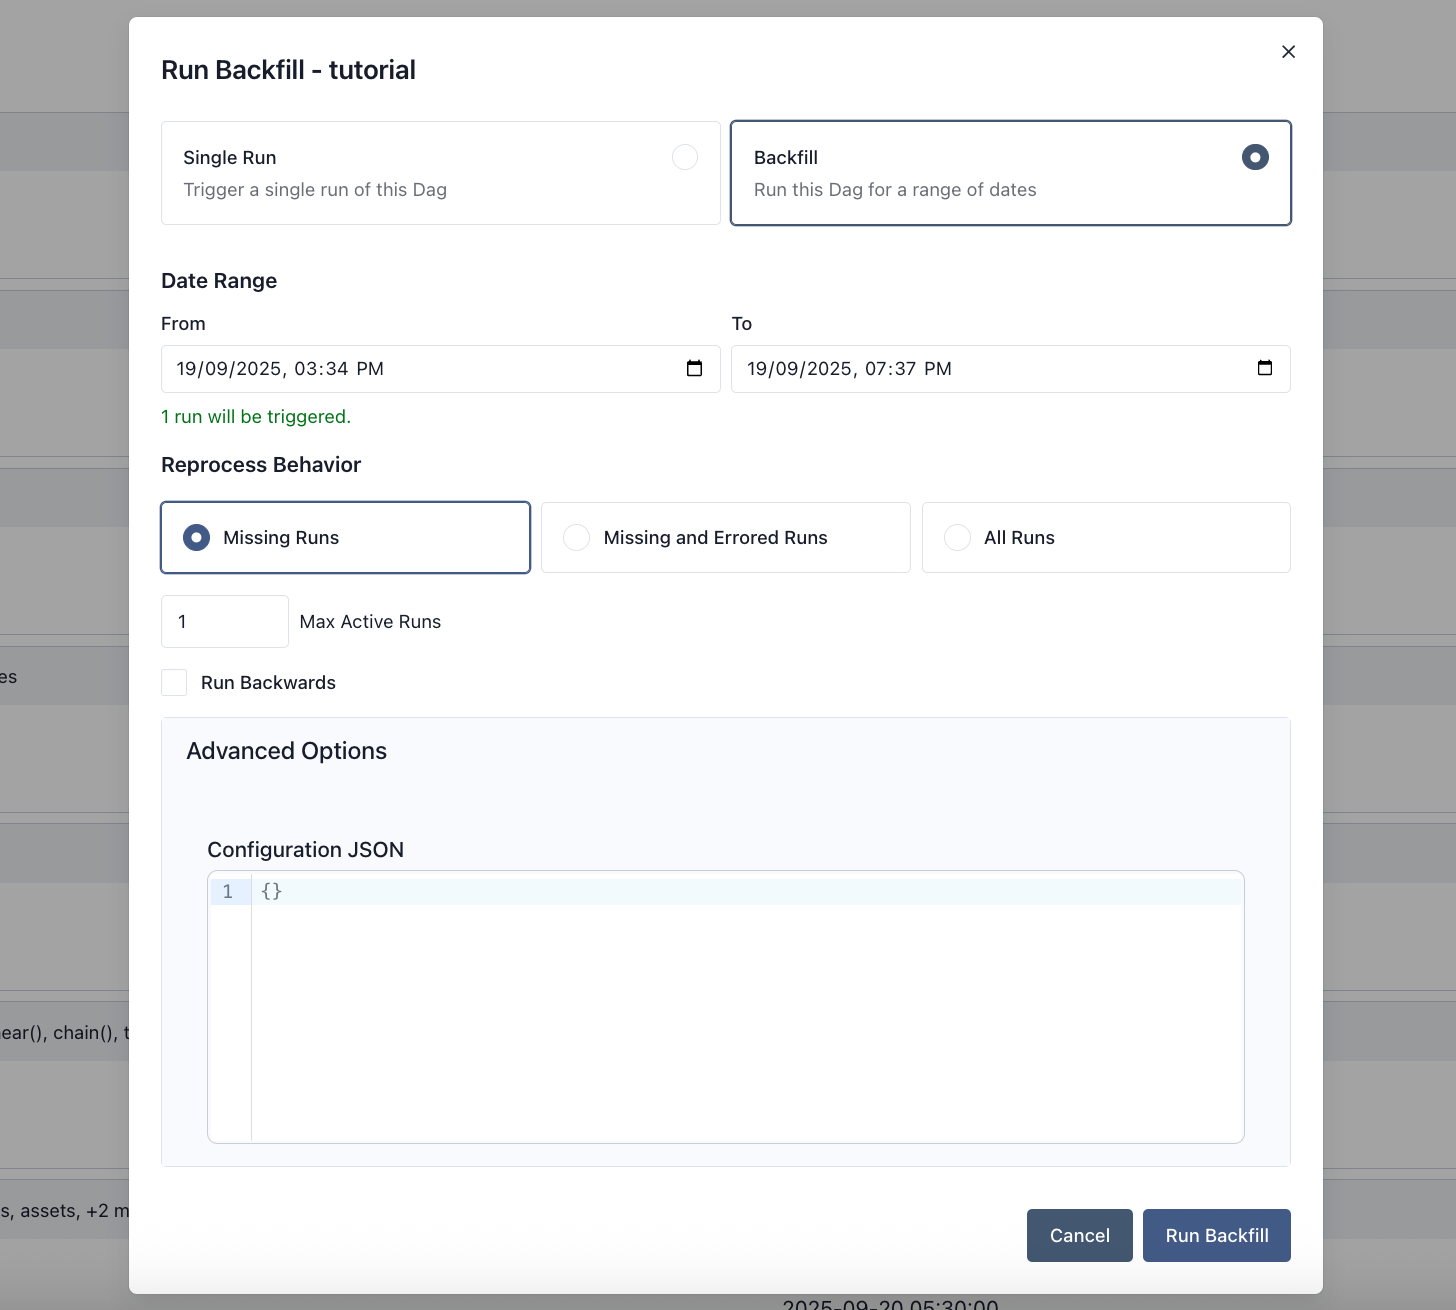 Run Backfill - tutorial
Single Run
Trigger a single run of this Dag
Backfill
Run this Dag for a range of dates
Date Range
From
To
19/09/2025, 03:34 PM
19/09/2025, 07:37 PM
1 run will be triggered.
Reprocess Behavior
Missing Runs
Missing and Errored Runs
All Runs
1
Max Active Runs
es
Run Backwards
Advanced Options
Configuration JSON
1
{}
ear(), chain(), t
s, assets, +2 m
Cancel
Run Backfill
2025-09-20 05:30:00